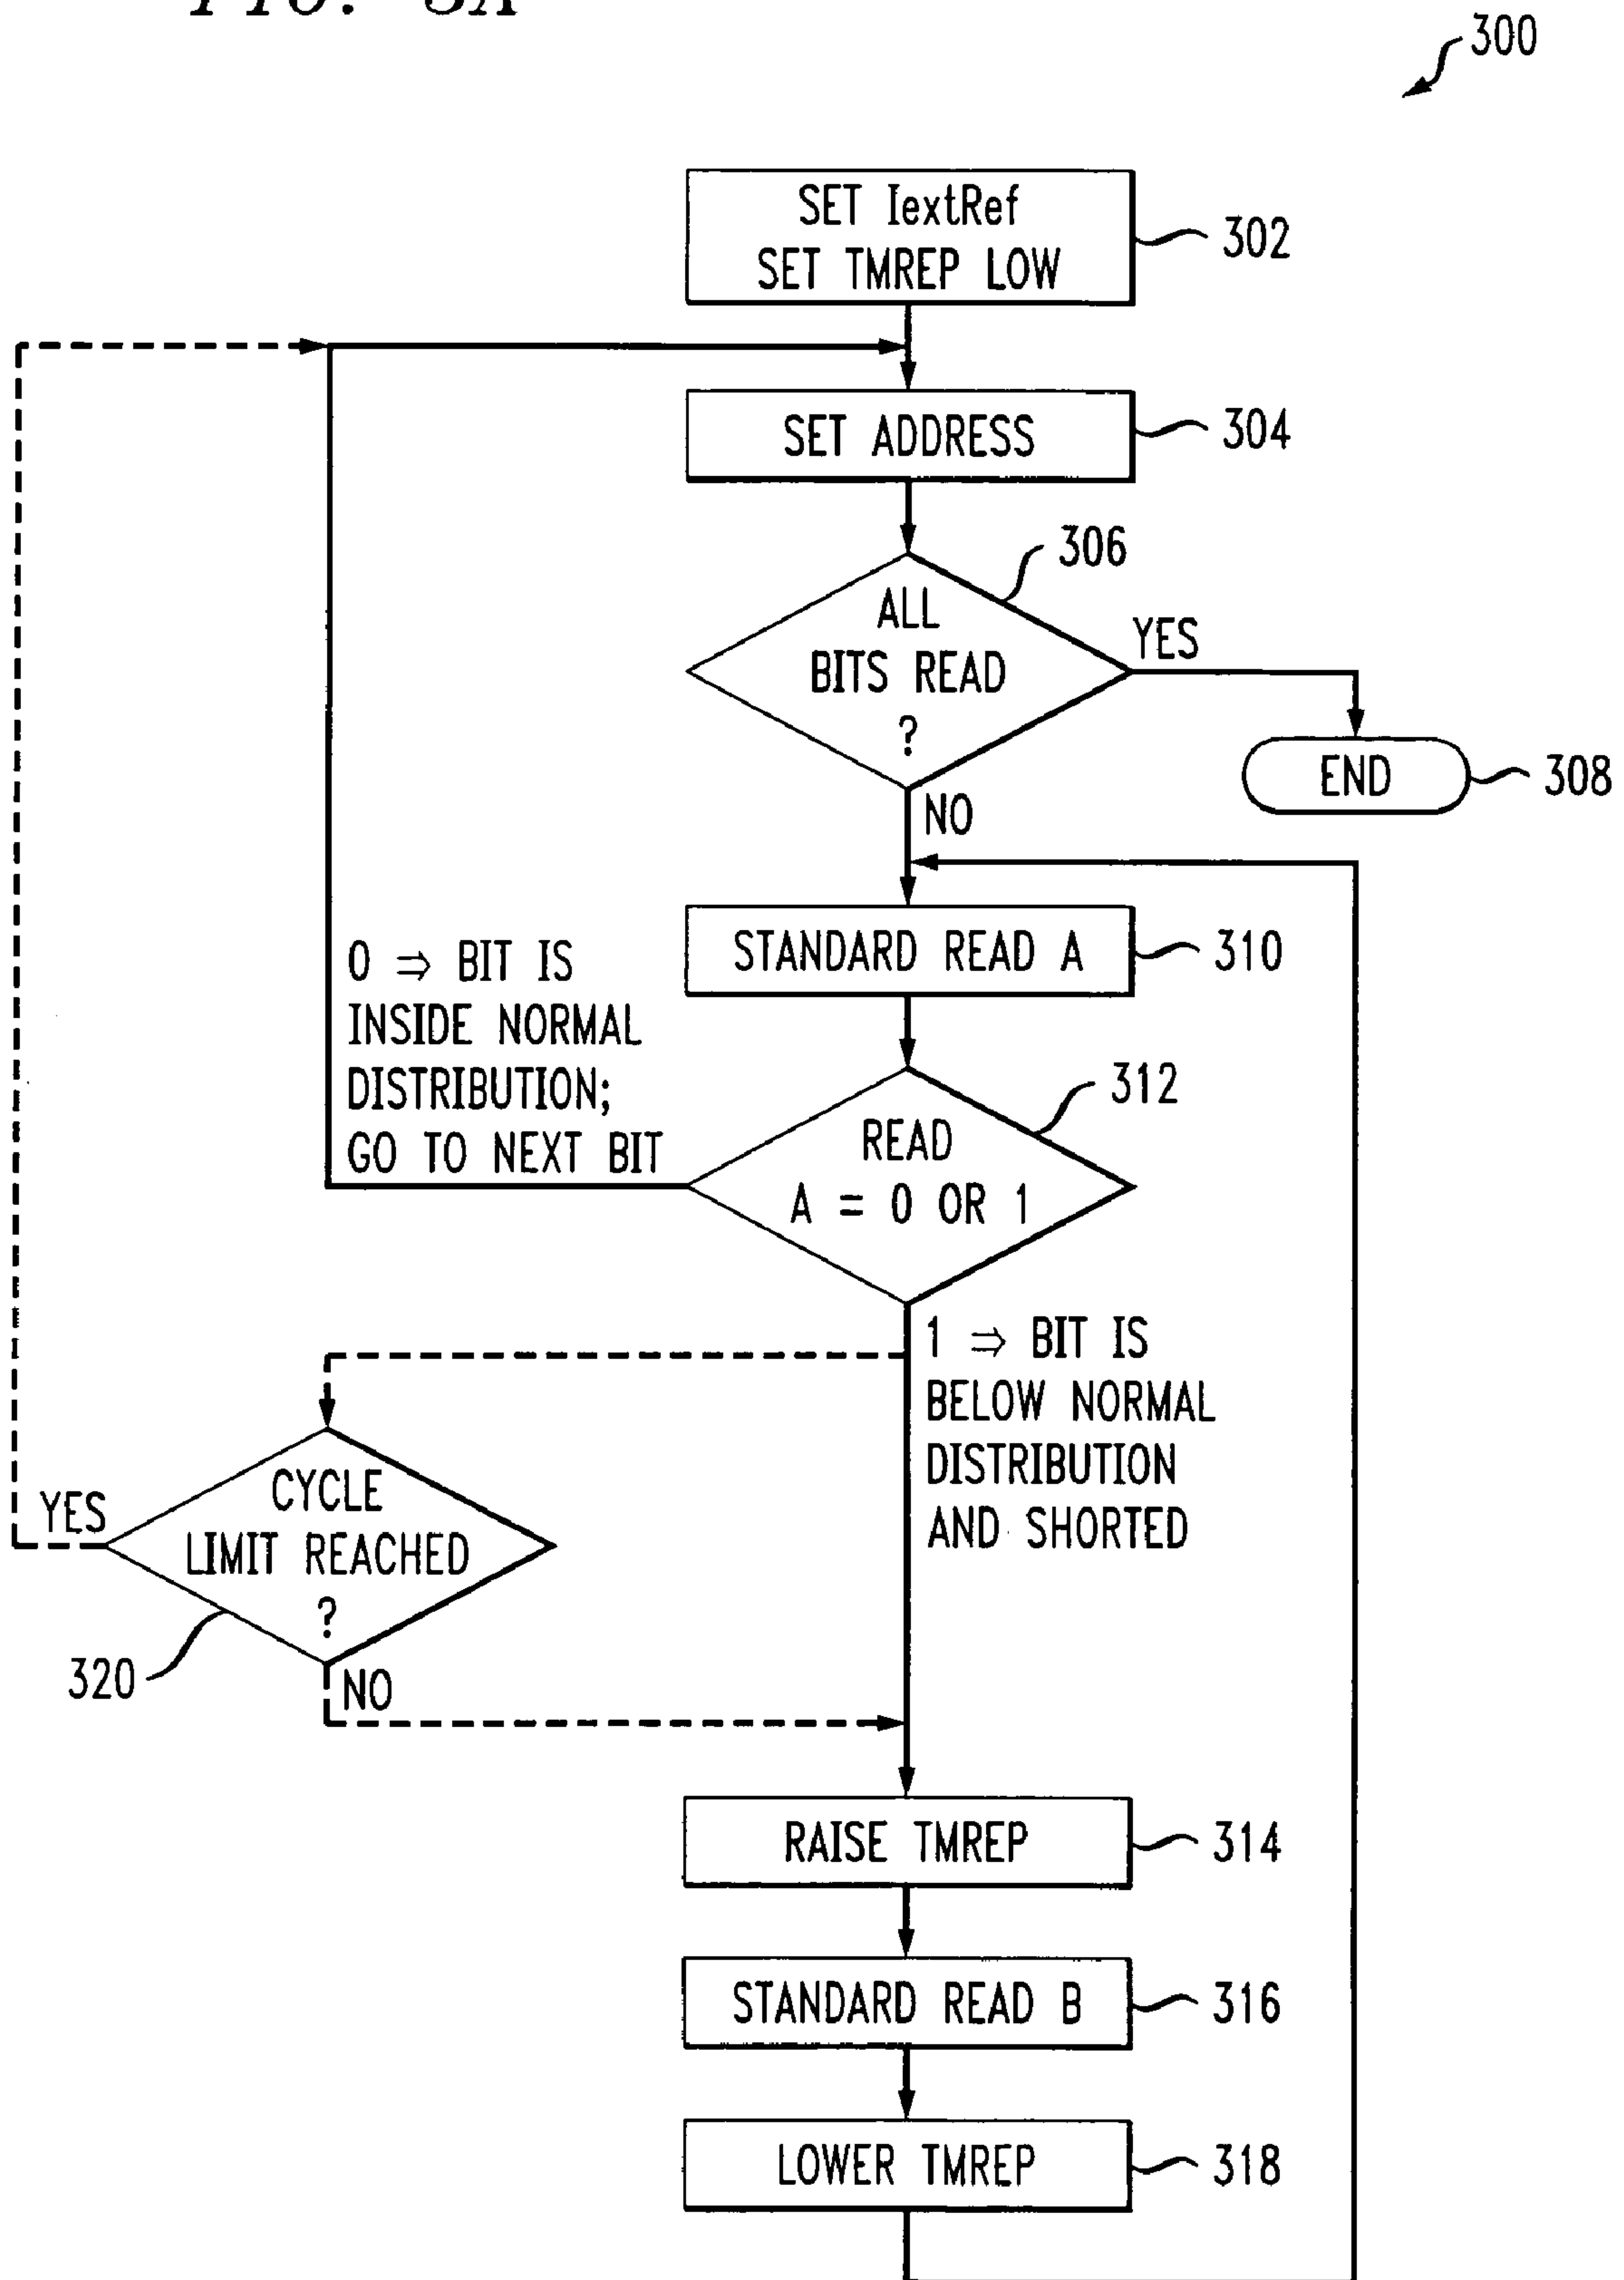 FIG. 3A
300
SET IextRef
SET TMREP LOW
302
SET ADDRESS
304
306
ALL
BITS READ
?
YES
END
308
NO
STANDARD READ A
310
0 ⇒ BIT IS
INSIDE NORMAL
DISTRIBUTION;
GO TO NEXT BIT
312
READ
A = 0 OR 1
1 ⇒ BIT IS
BELOW NORMAL
DISTRIBUTION
AND SHORTED
CYCLE
LIMIT REACHED
?
YES
320
NO
RAISE TMREP
314
STANDARD READ B
316
LOWER TMREP
318